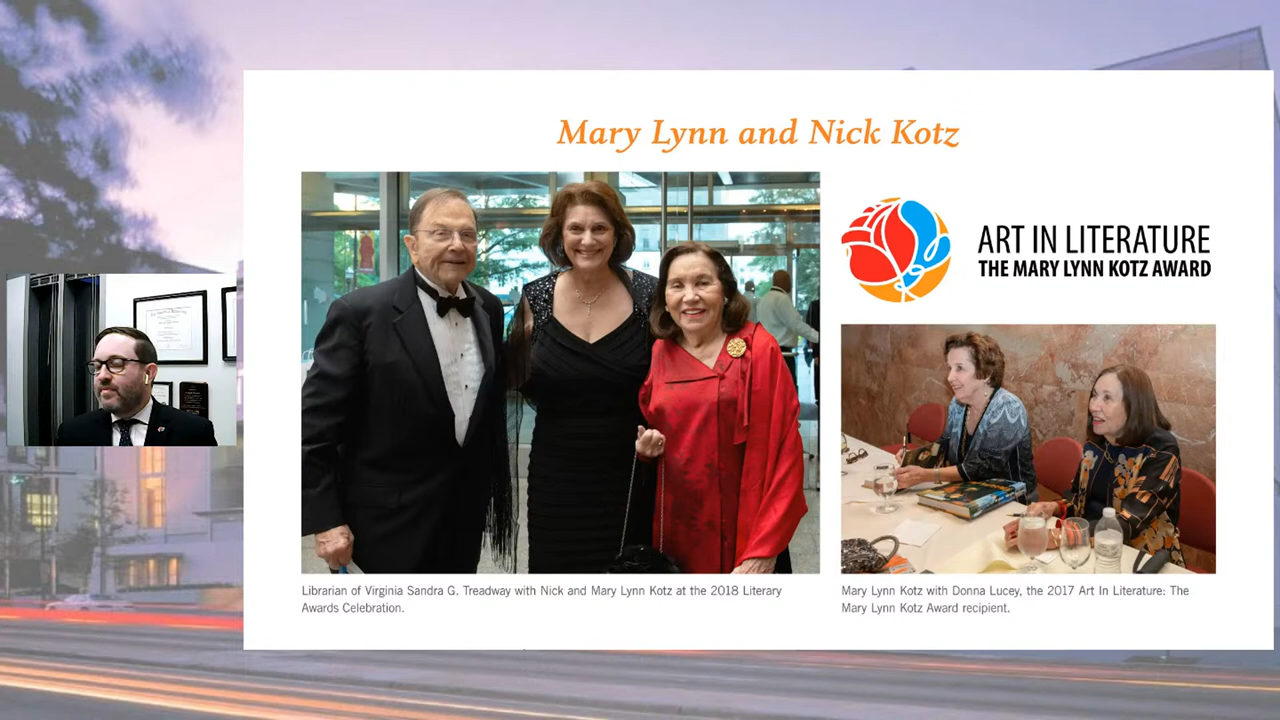 Mary Lynn and Nick Kotz
ART IN LITERATURE
THE MARY LYNN KOTZ AWARD
Librarian of Virginia Sandra G. Treadway with Nick and Mary Lynn Kotz at the 2018 Literary
Awards Celebration.
Mary Lynn Kotz with Donna Lucey, the 2017 Art In Literature: The
Mary Lynn Kotz Award recipient.